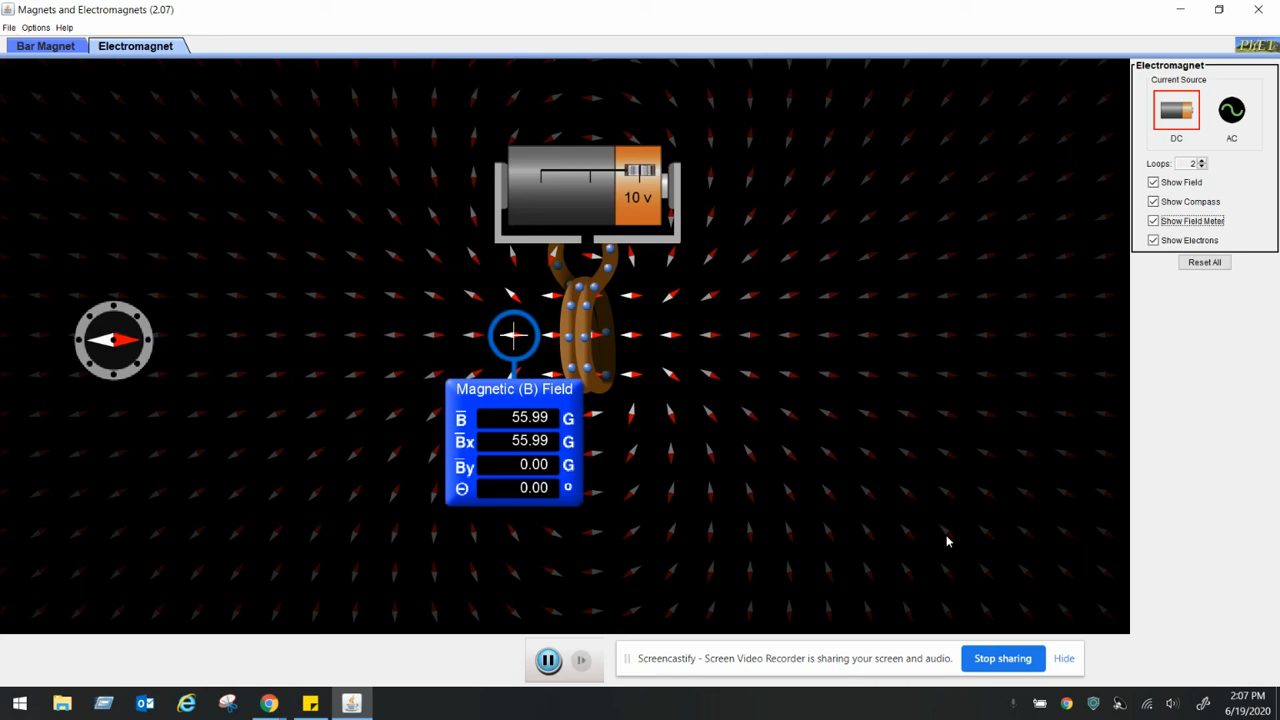 Magnets and Electromagnets (2.07)
File Options Help
Bar Magnet Electromagnet
PhET
Electromagnet
Current Source
DC AC
Loops: 2
Show Field
Show Compass
Show Field Meter
Show Electrons
Reset All
10 v
Magnetic (B) Field
B 55.99 G
Bx 55.99 G
By 0.00 G
Θ 0.00 º
Screencastify - Screen Video Recorder is sharing your screen and audio. Stop sharing Hide
2:07 PM
6/19/2020